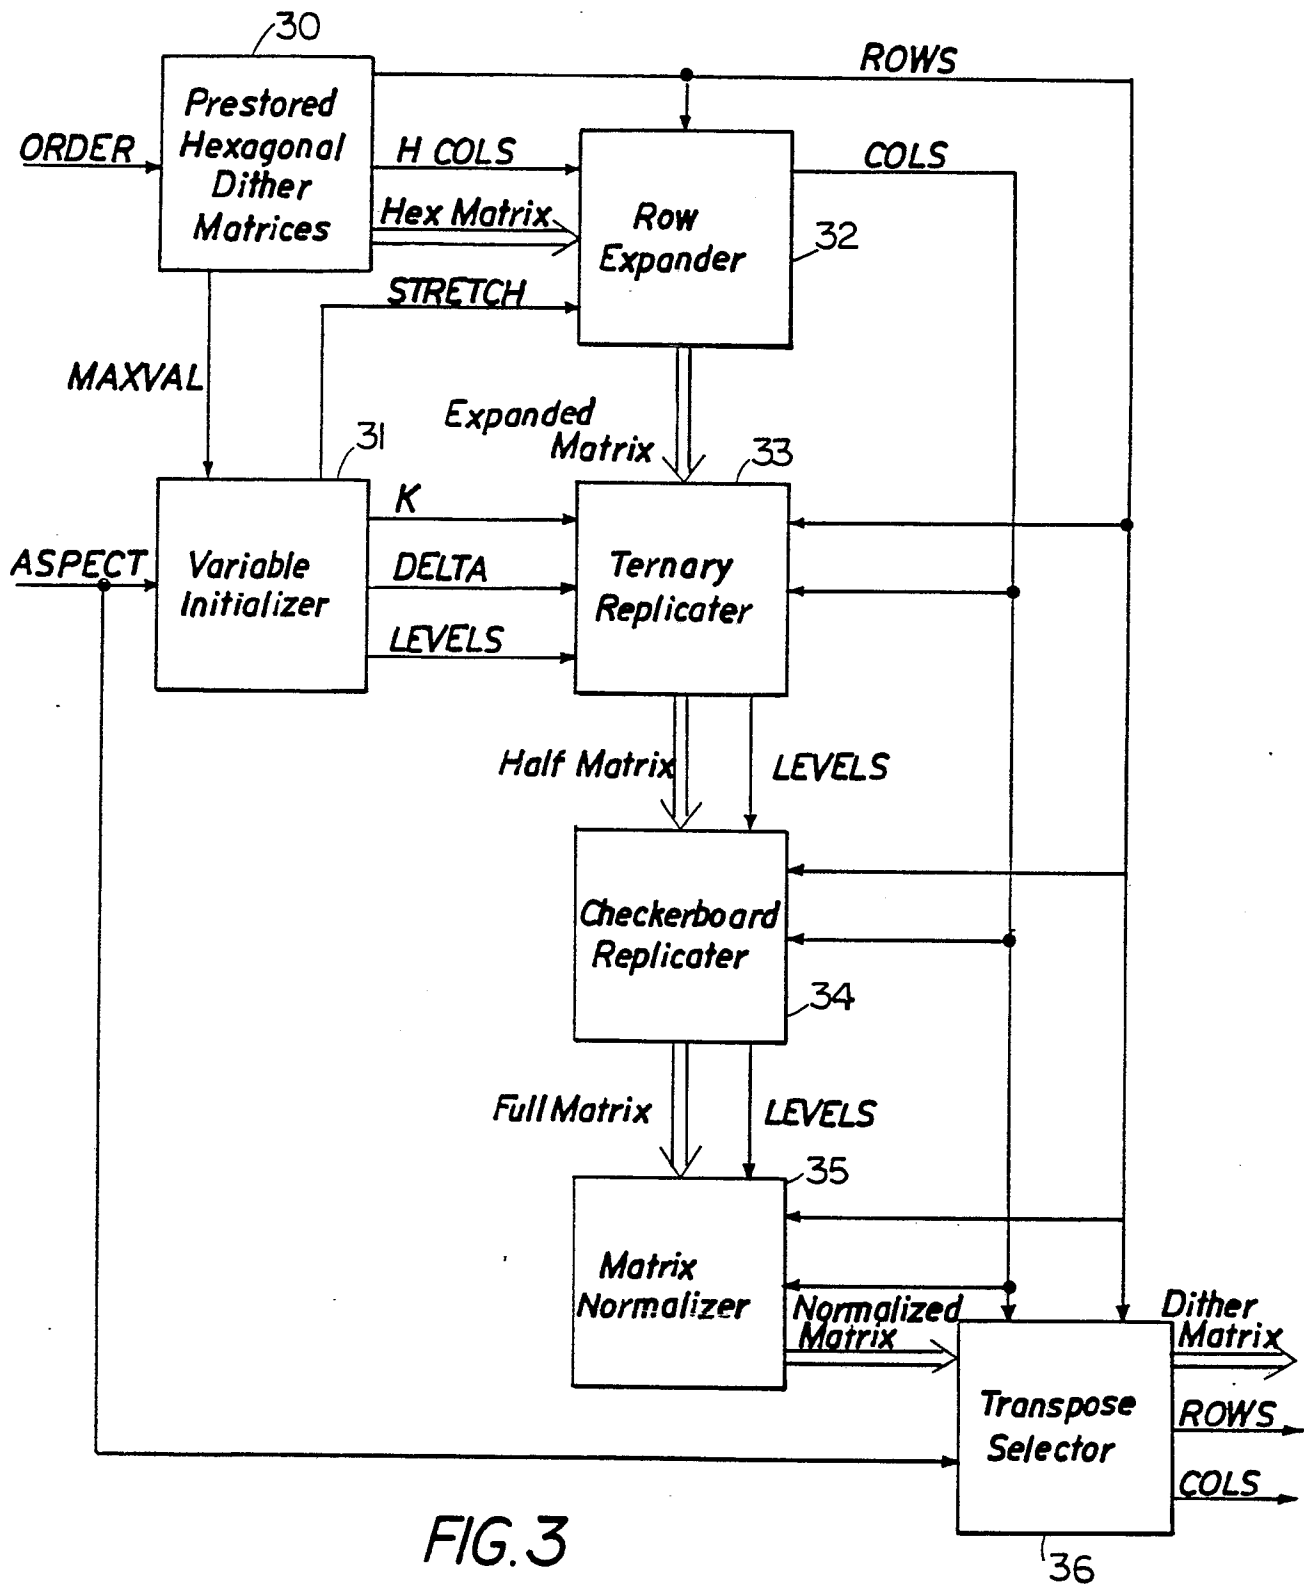 30
ROWS
Prestored
Hexagonal
Dither
Matrices
ORDER
H COLS
COLS
Hex Matrix
Row
Expander
32
STRETCH
MAXVAL
Expanded
Matrix
31
33
K
ASPECT
Variable
Initializer
DELTA
Ternary
Replicater
LEVELS
Half Matrix
LEVELS
Checkerboard
Replicater
34
Full Matrix
LEVELS
35
Matrix
Normalizer
Normalized
Matrix
Dither
Matrix
Transpose
Selector
ROWS
COLS
36
FIG. 3